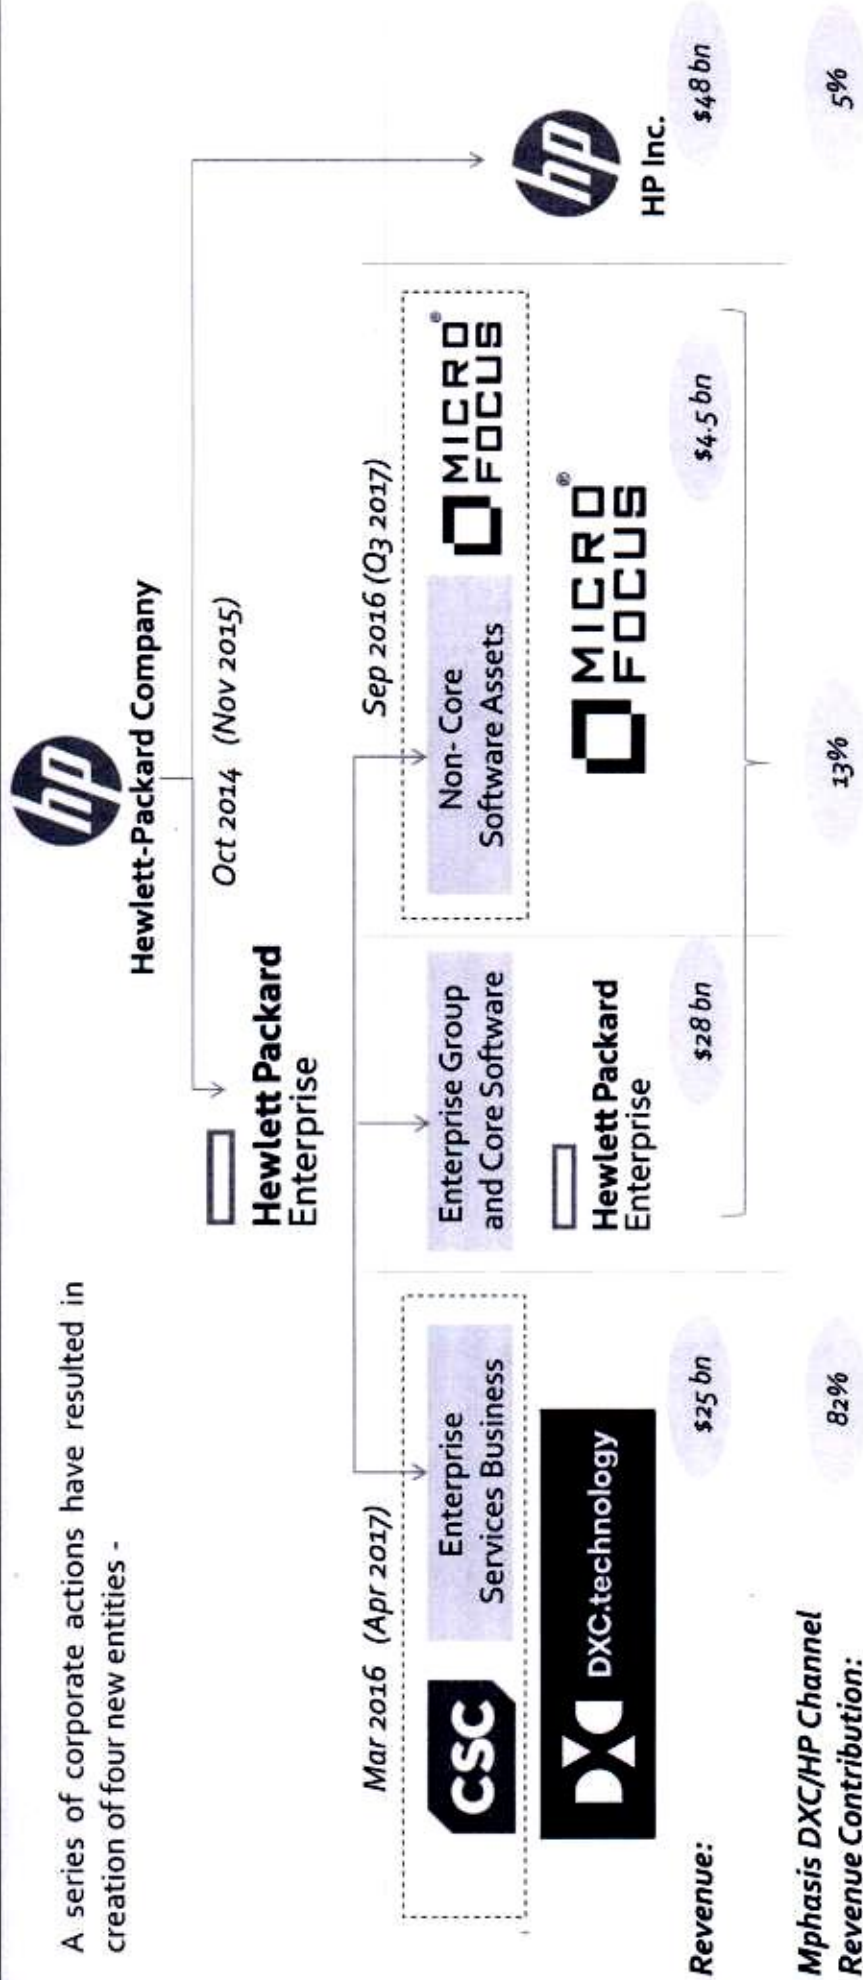 A series of corporate actions have resulted in
creation of four new entities -
hp
Hewlett-Packard Company
Oct 2014 (Nov 2015)
Hewlett Packard
Enterprise
hp
HP Inc.
Mar 2016 (Apr 2017)
Sep 2016 (Q3 2017)
CSC
Enterprise
Services Business
Enterprise Group
and Core Software
Non- Core
Software Assets
MICRO
FOCUS®
DXC.technology
Hewlett Packard
Enterprise
MICRO
FOCUS®
Revenue:
$25 bn
$28 bn
$4.5 bn
$48 bn
Mphasis DXC/HP Channel
Revenue Contribution:
82%
13%
5%